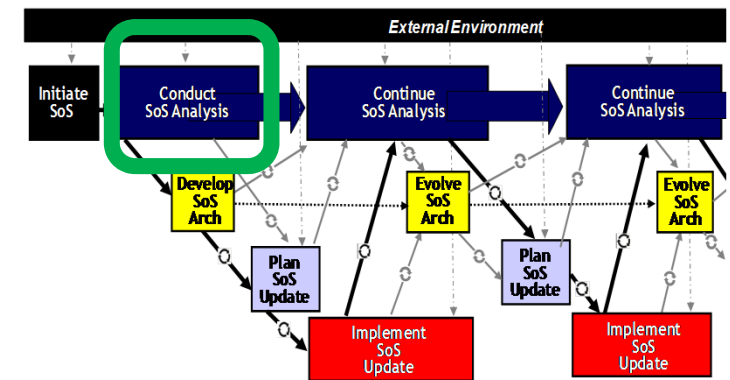 External Environment
Initiate
SoS
Conduct
SoS Analysis
Continue
SoS Analysis
Continue
SoS Analysis
Develop
SoS
Arch
Evolve
SoS
Arch
Evolve
SoS
Arch
Plan
SoS
Update
Plan
SoS
Update
Implement
SoS
Update
Implement
SoS
Update